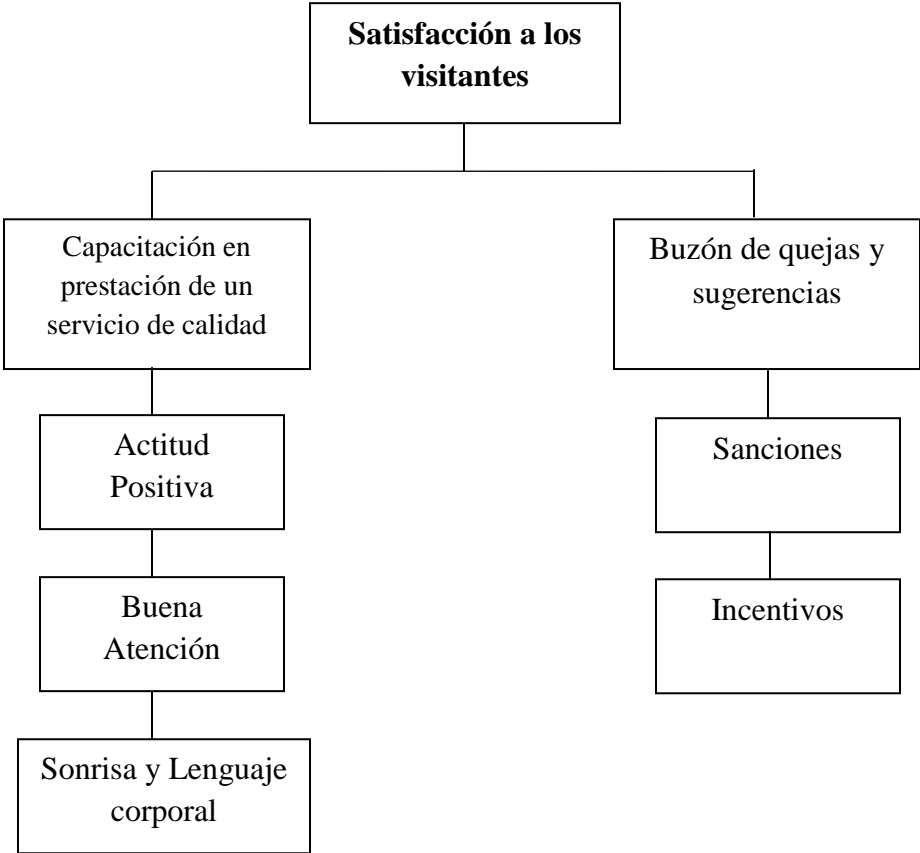 Satisfacción a los
visitantes
Capacitación en
prestación de un
servicio de calidad
Buzón de quejas y
sugerencias
Actitud
Positiva
Sanciones
Buena
Atención
Incentivos
Sonrisa y Lenguaje
corporal